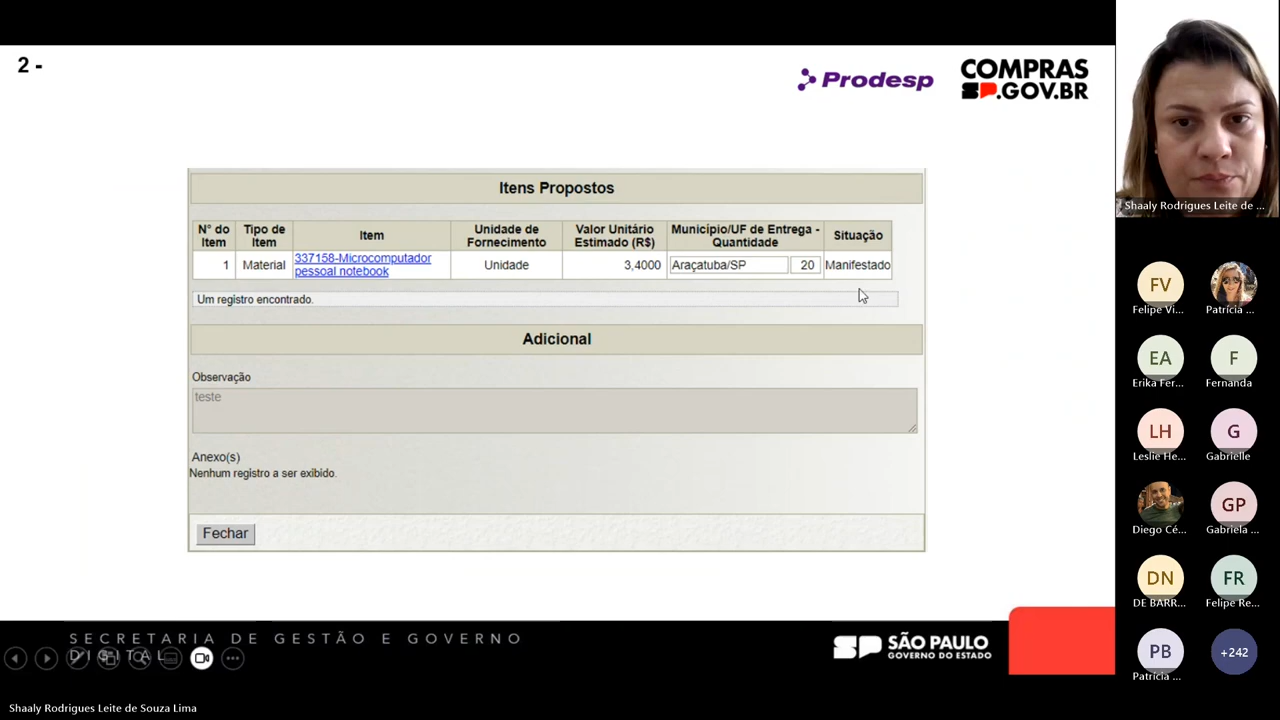 2 -
Prodesp
COMPRAS
SP.GOV.BR
Itens Propostos
N° do Item
Tipo de Item
Item
Unidade de Fornecimento
Valor Unitário Estimado (R$)
Município/UF de Entrega - Quantidade
Situação
1
Material
337158-Microcomputador pessoal notebook
Unidade
3,4000
Araçatuba/SP
20
Manifestado
Um registro encontrado.
Adicional
Observação
teste
Anexo(s)
Nenhum registro a ser exibido.
Fechar
SECRETARIA DE GESTÃO E GOVERNO
DIGITAL
SP
SÃO PAULO
GOVERNO DO ESTADO
Shaaly Rodrigues Leite de Souza Lima
Shaaly Rodrigues Leite de ...
FV
Felipe Vi...
Patrícia ...
EA
Erika Fer...
F
Fernanda
LH
Leslie He...
G
Gabrielle
Diego Cé...
GP
Gabriela ...
DN
DE BARR...
FR
Felipe Re...
PB
Patrícia ...
+242